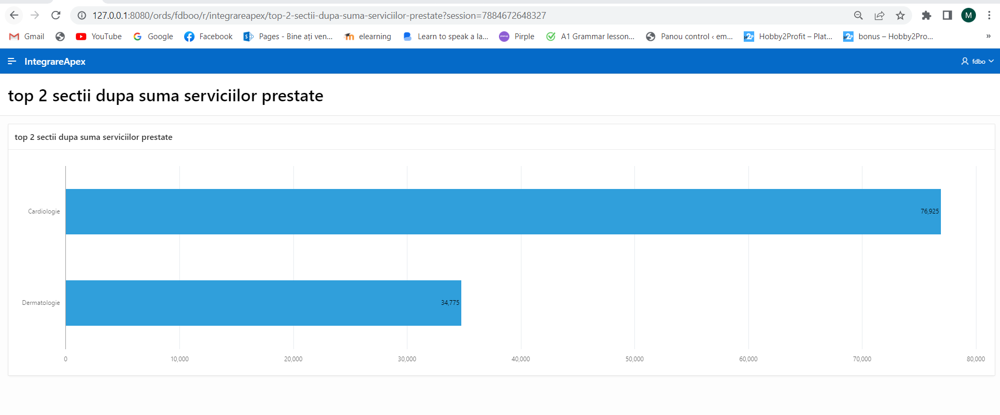 127.0.0.1:8080/ords/fdboo/r/integrareapex/top-2-sectii-dupa-suma-serviciilor-prestate?session=7884672648327
M
Gmail YouTube Google Facebook Pages - Bine ați ven... elearning Learn to speak a la... Pirple A1 Grammar lesson... Panou control ‹ em... Hobby2Profit – Plat... bonus – Hobby2Pro... »
IntegrareApex fdbo
top 2 sectii dupa suma serviciilor prestate
top 2 sectii dupa suma serviciilor prestate
Cardiologie 76,925
Dermatologie 34,775
0 10,000 20,000 30,000 40,000 50,000 60,000 70,000 80,000